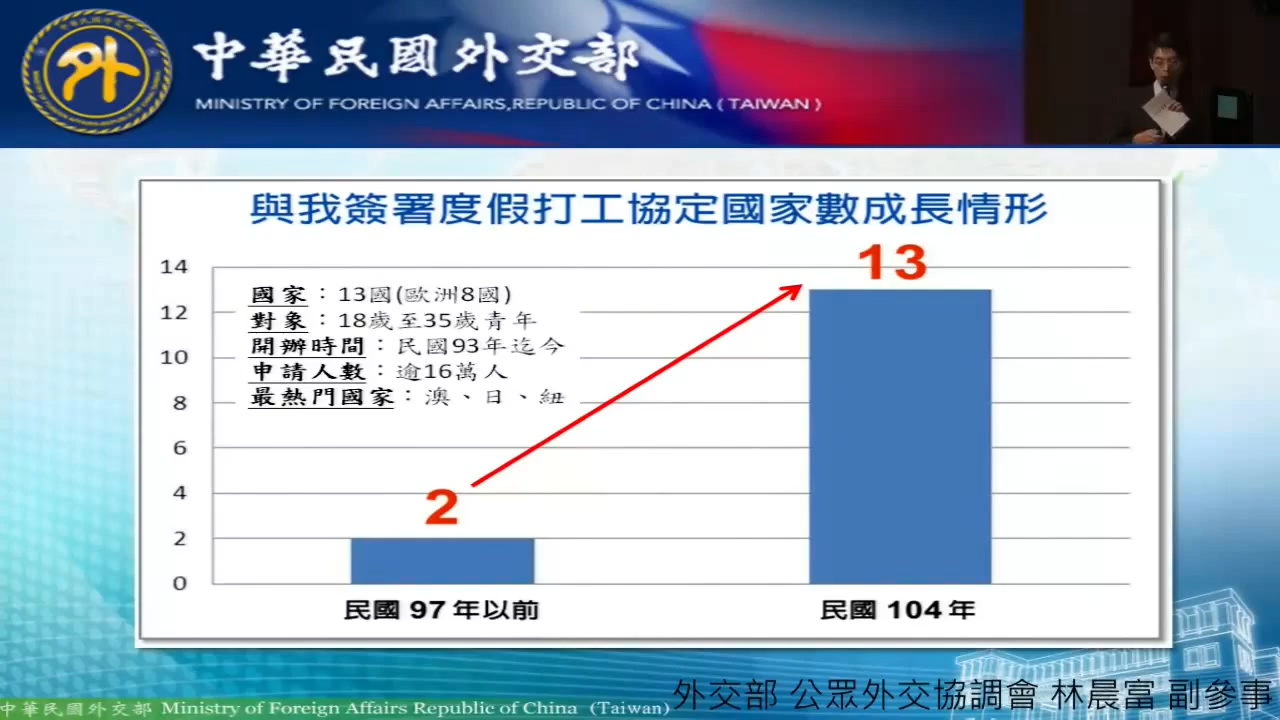 中華民國外交部
MINISTRY OF FOREIGN AFFAIRS,REPUBLIC OF CHINA ( TAIWAN )
外
與我簽署度假打工協定國家數成長情形
14
12
10
8
6
4
2
0
國家：13國(歐洲8國)
對象：18歲至35歲青年
開辦時間：民國93年迄今
申請人數：逾16萬人
最熱門國家：澳、日、紐
2
13
民國 97 年以前
民國 104 年
中華民國外交部 Ministry of Foreign Affairs Republic of China (Taiwan)
外交部 公眾外交協調會 林晨富 副參事